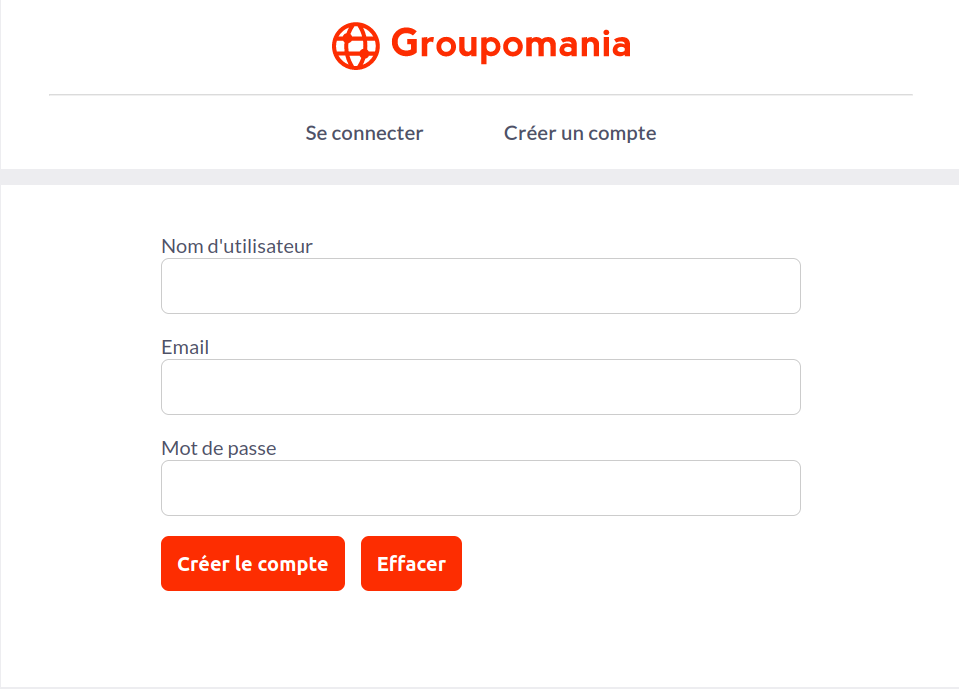 Groupomania
Se connecter Créer un compte
Nom d'utilisateur
Email
Mot de passe
Créer le compte Effacer